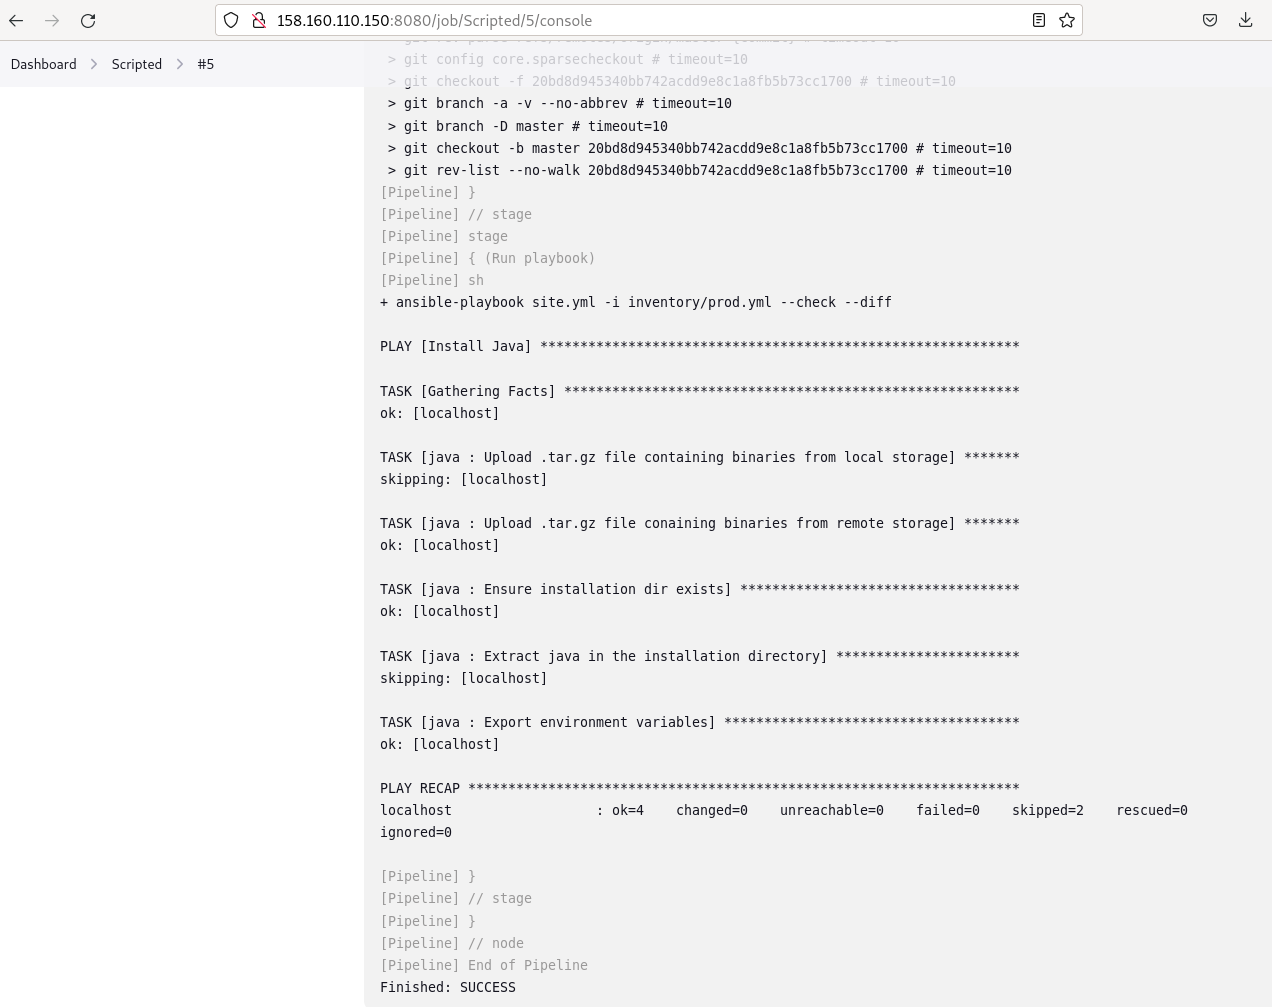 158.160.110.150:8080/job/Scripted/5/console
Dashboard > Scripted > #5
> git config core.sparsecheckout # timeout=10
> git checkout -f 20bd8d945340bb742acdd9e8c1a8fb5b73cc1700 # timeout=10
> git branch -a -v --no-abbrev # timeout=10
> git branch -D master # timeout=10
> git checkout -b master 20bd8d945340bb742acdd9e8c1a8fb5b73cc1700 # timeout=10
> git rev-list --no-walk 20bd8d945340bb742acdd9e8c1a8fb5b73cc1700 # timeout=10
[Pipeline] }
[Pipeline] // stage
[Pipeline] stage
[Pipeline] { (Run playbook)
[Pipeline] sh
+ ansible-playbook site.yml -i inventory/prod.yml --check --diff
PLAY [Install Java] ************************************************************
TASK [Gathering Facts] *********************************************************
ok: [localhost]
TASK [java : Upload .tar.gz file containing binaries from local storage] *******
skipping: [localhost]
TASK [java : Upload .tar.gz file conaining binaries from remote storage] *******
ok: [localhost]
TASK [java : Ensure installation dir exists] ***********************************
ok: [localhost]
TASK [java : Extract java in the installation directory] ***********************
skipping: [localhost]
TASK [java : Export environment variables] *************************************
ok: [localhost]
PLAY RECAP *********************************************************************
localhost                  : ok=4    changed=0    unreachable=0    failed=0    skipped=2    rescued=0
ignored=0
[Pipeline] }
[Pipeline] // stage
[Pipeline] }
[Pipeline] // node
[Pipeline] End of Pipeline
Finished: SUCCESS